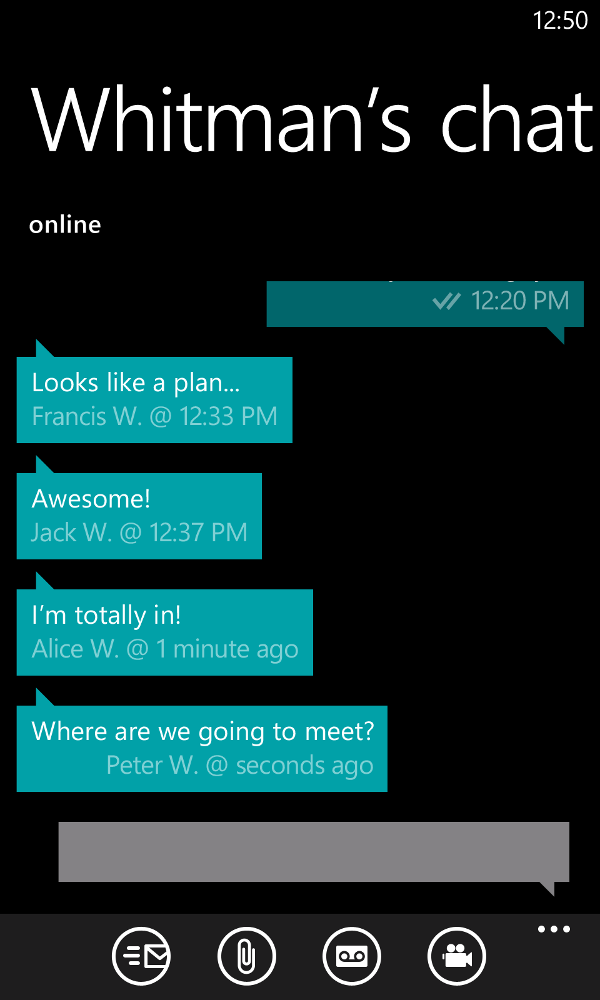 12:50
Whitman’s chat
online
12:20 PM
Looks like a plan...
Francis W. @ 12:33 PM
Awesome!
Jack W. @ 12:37 PM
I’m totally in!
Alice W. @ 1 minute ago
Where are we going to meet?
Peter W. @ seconds ago